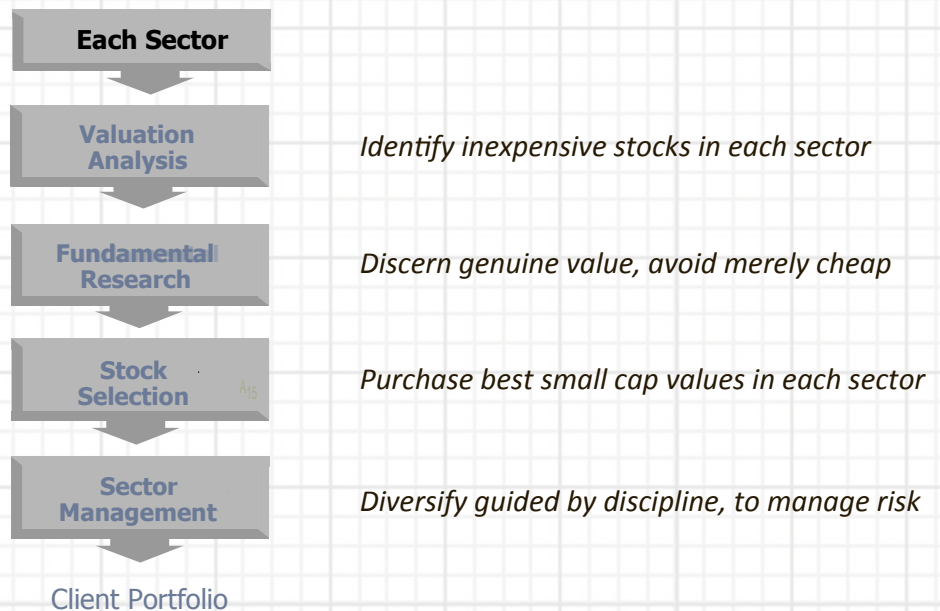 Each Sector
Valuation
Analysis
Identify inexpensive stocks in each sector
Fundamental
Research
Discern genuine value, avoid merely cheap
Stock
Selection
A15
Purchase best small cap values in each sector
Sector
Management
Diversify guided by discipline, to manage risk
Client Portfolio